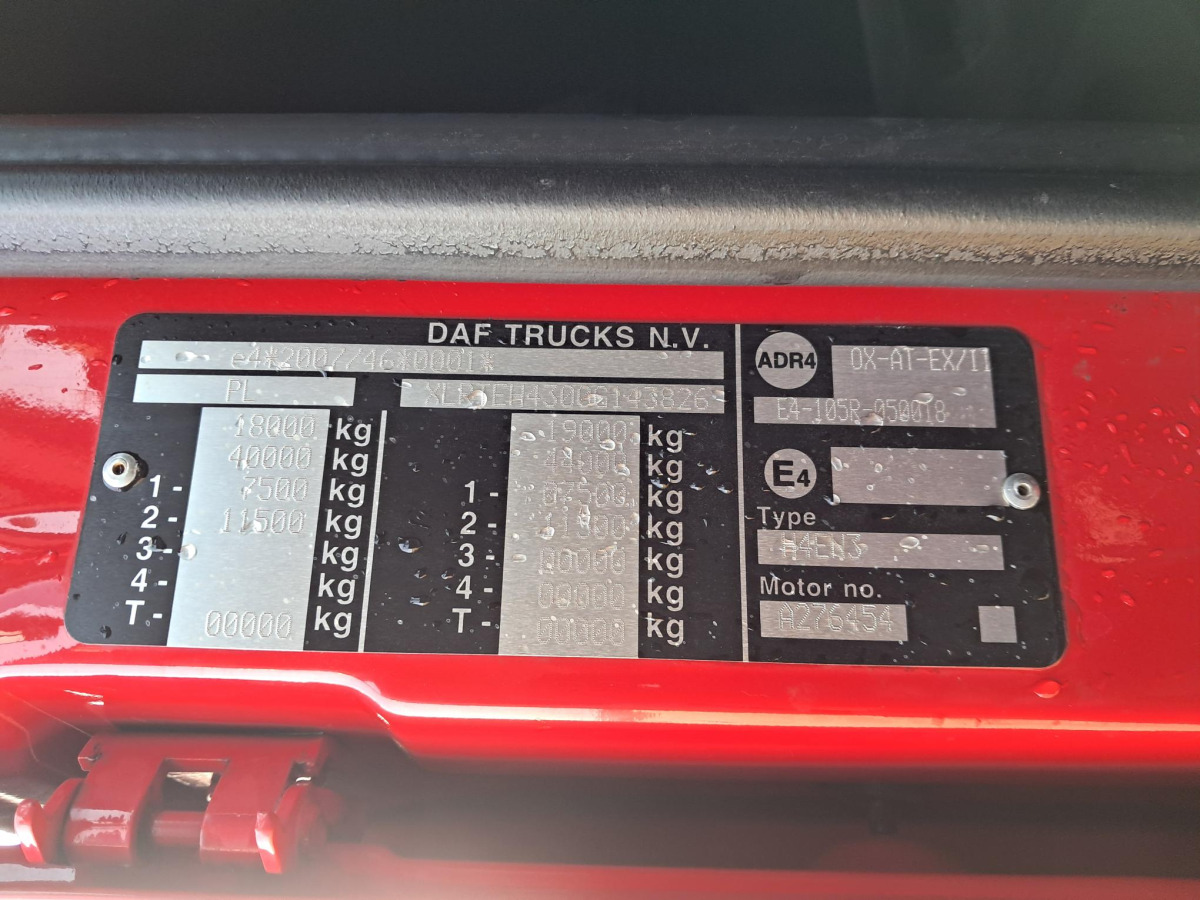 DAF TRUCKS N.V.
e4*2007/46*0001*
PL
18000 kg
40000 kg
1- 7500 kg
2- 11500 kg
3- kg
4- kg
T- 00000 kg
19000 kg
44000 kg
1- 07500 kg
2- 11500 kg
3- 00000 kg
4- 00000 kg
T- 00000 kg
ADR4 OX-AT-EX/II
E4-105R-050018
E4
Type
H4EN3
Motor no.
A276454